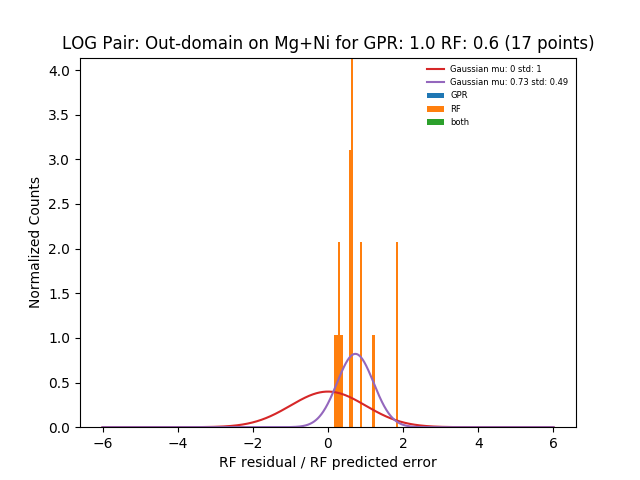 LOG Pair: Out-domain on Mg+Ni for GPR: 1.0 RF: 0.6 (17 points)
Gaussian mu: 0 std: 1
Gaussian mu: 0.73 std: 0.49
GPR
RF
both
Normalized Counts
4.0
3.5
3.0
2.5
2.0
1.5
1.0
0.5
0.0
−6 −4 −2 0 2 4 6
RF residual / RF predicted error